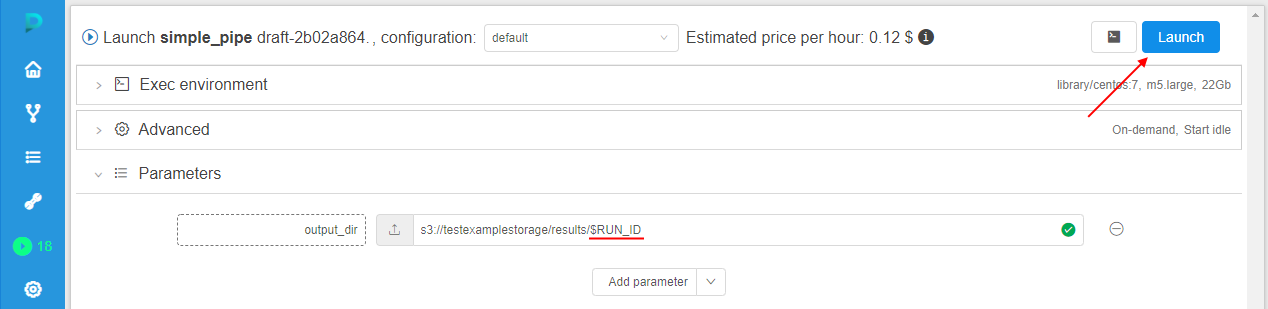 Launch simple_pipe draft-2b02a864. , configuration: default Estimated price per hour: 0.12 $ Launch
Exec environment library/centos:7, m5.large, 22Gb
Advanced On-demand, Start idle
Parameters
output_dir s3://testexamplestorage/results/$RUN_ID
18
Add parameter